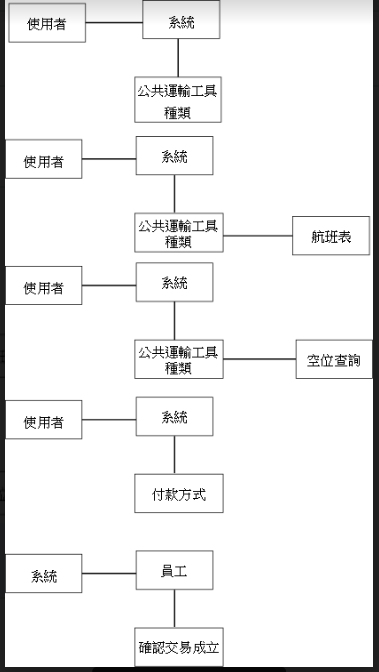 使用者
系統
公共運輸工具
種類
使用者
系統
公共運輸工具
種類
航班表
使用者
系統
公共運輸工具
種類
空位查詢
使用者
系統
付款方式
系統
員工
確認交易成立